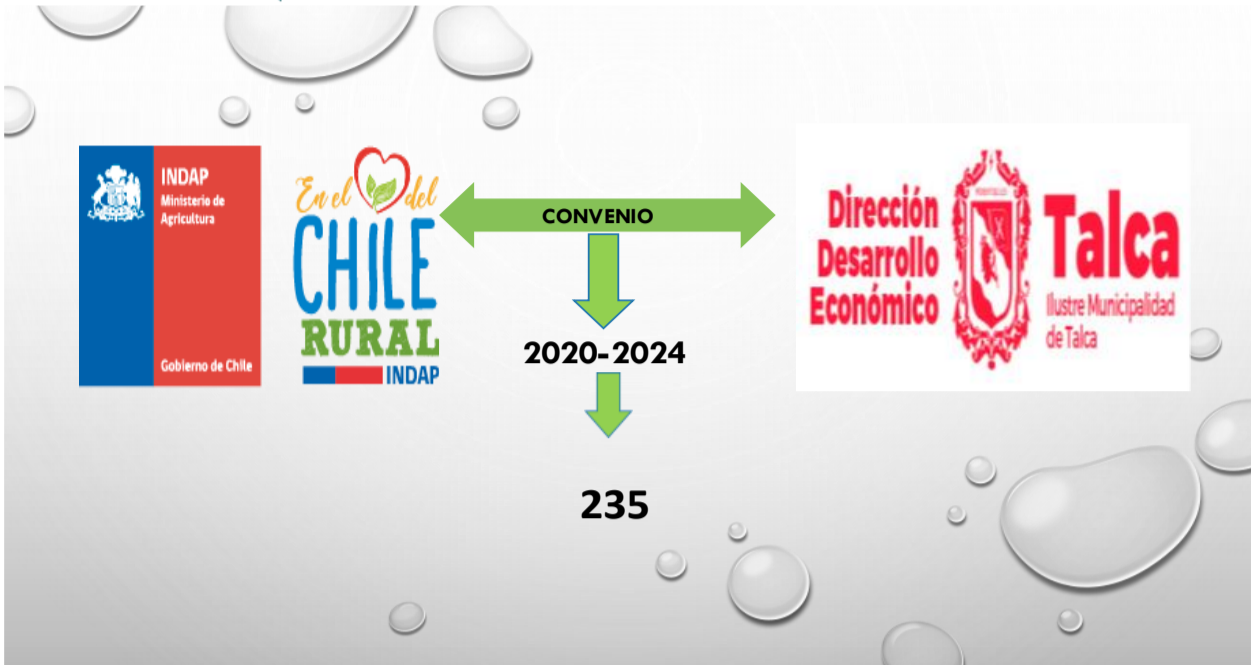 INDAP
Ministerio de
Agricultura
Gobierno de Chile
En el del
CHILE
RURAL
INDAP
CONVENIO
2020-2024
235
Dirección
Desarrollo
Económico
Talca
Ilustre Municipalidad
de Talca